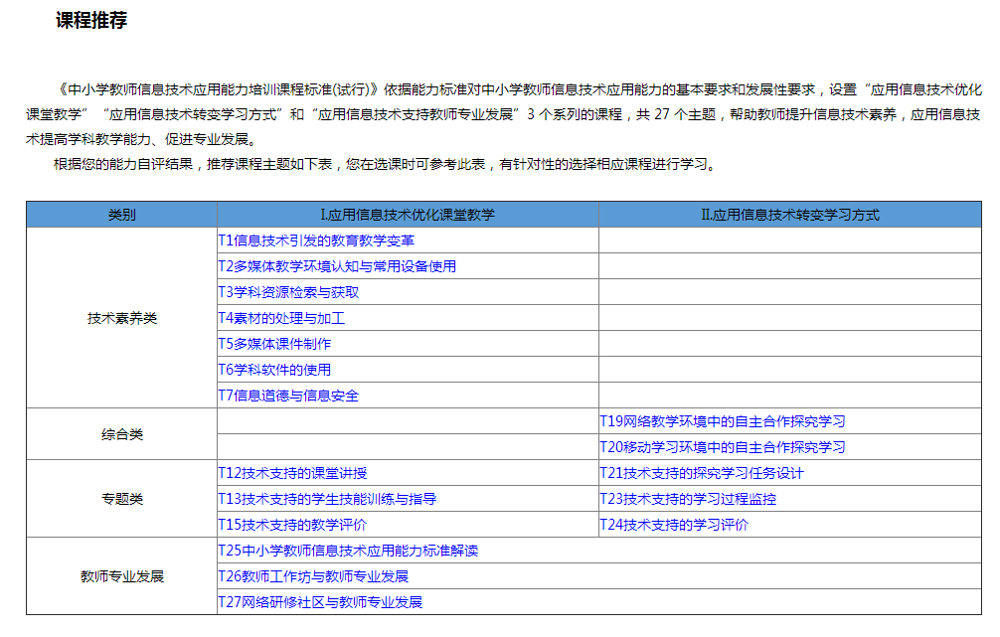 课程推荐
《中小学教师信息技术应用能力培训课程标准(试行)》依据能力标准对中小学教师信息技术应用能力的基本要求和发展性要求，设置“应用信息技术优化
课堂教学”“应用信息技术转变学习方式”和“应用信息技术支持教师专业发展”3 个系列的课程，共 27 个主题，帮助教师提升信息技术素养，应用信息技
术提高学科教学能力、促进专业发展。
根据您的能力自评结果，推荐课程主题如下表，您在选课时可参考此表，有针对性的选择相应课程进行学习。
类别 I.应用信息技术优化课堂教学 II.应用信息技术转变学习方式
T1信息技术引发的教育教学变革
T2多媒体教学环境认知与常用设备使用
T3学科资源检索与获取
技术素养类 T4素材的处理与加工
T5多媒体课件制作
T6学科软件的使用
T7信息道德与信息安全
综合类 T19网络教学环境中的自主合作探究学习
T20移动学习环境中的自主合作探究学习
T12技术支持的课堂讲授 T21技术支持的探究学习任务设计
专题类 T13技术支持的学生技能训练与指导 T23技术支持的学习过程监控
T15技术支持的教学评价 T24技术支持的学习评价
T25中小学教师信息技术应用能力标准解读
教师专业发展 T26教师工作坊与教师专业发展
T27网络研修社区与教师专业发展